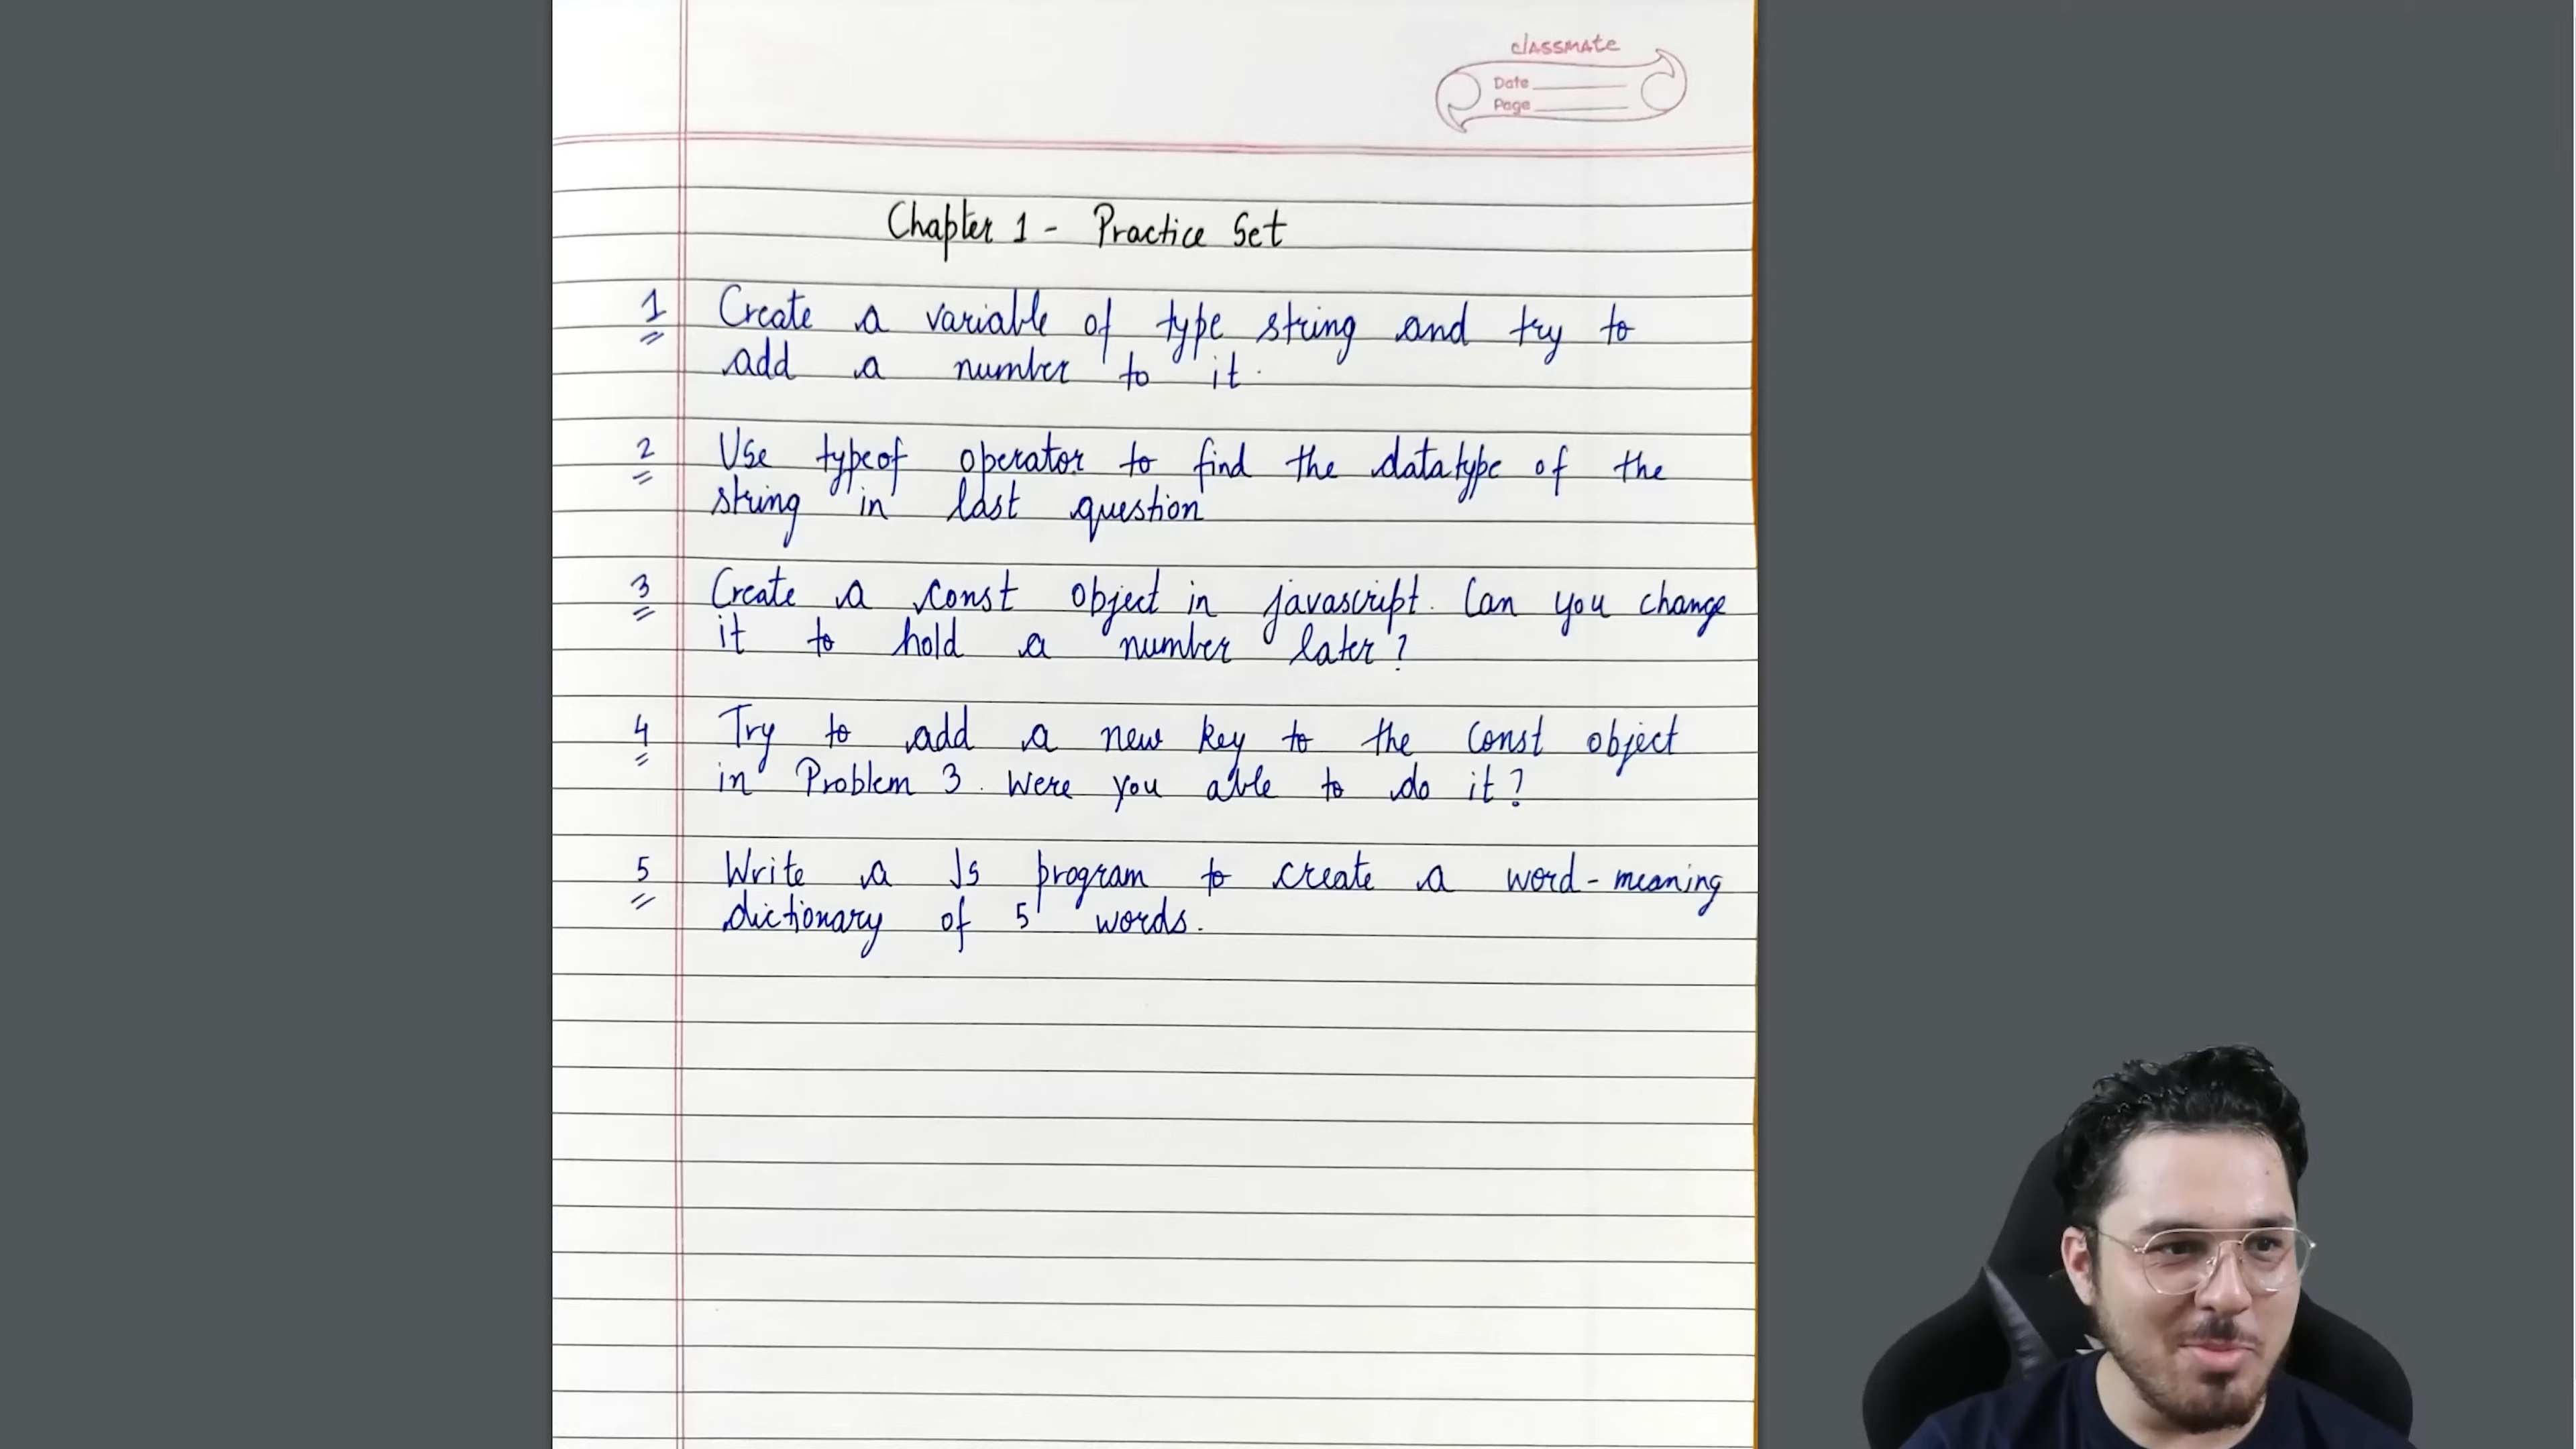 classmate
Date
Page
Chapter 1 - Practice Set
1 Create a variable of type string and try to
add a number to it.
2 Use typeof operator to find the datatype of the
string in last question
3 Create a const object in javascript. Can you change
it to hold a number later?
4 Try to add a new key to the const object
in Problem 3. Were you able to do it?
5 Write a Js program to create a word-meaning
dictionary of 5 words.